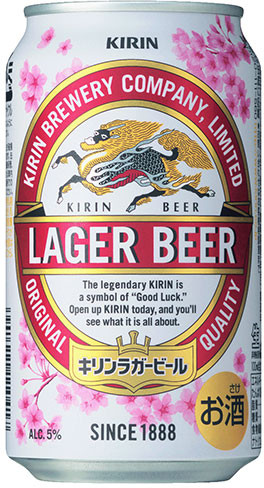 KIRIN
KIRIN BREWERY COMPANY, LIMITED
KIRIN BEER
LAGER BEER
The legendary KIRIN is
a symbol of "Good Luck."
Open up KIRIN today, and you'll
see what it is all about.
ORIGINAL QUALITY
キリンラガービール
さけ
お酒
ALC. 5%
SINCE 1888